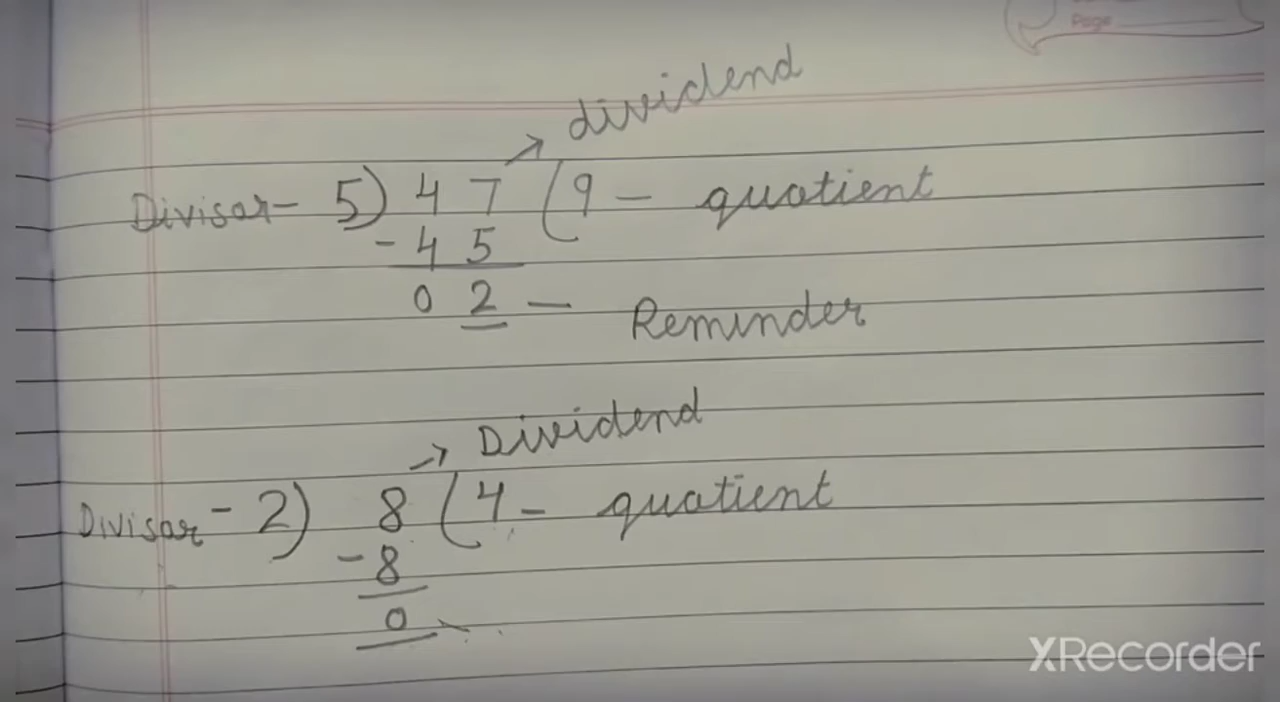 Page
dividend
Divisor- 5) 4 7 (9 - quotient
- 4 5
0 2 - Reminder
Dividend
Divisor - 2) 8 (4 - quotient
- 8
0
XRecorder